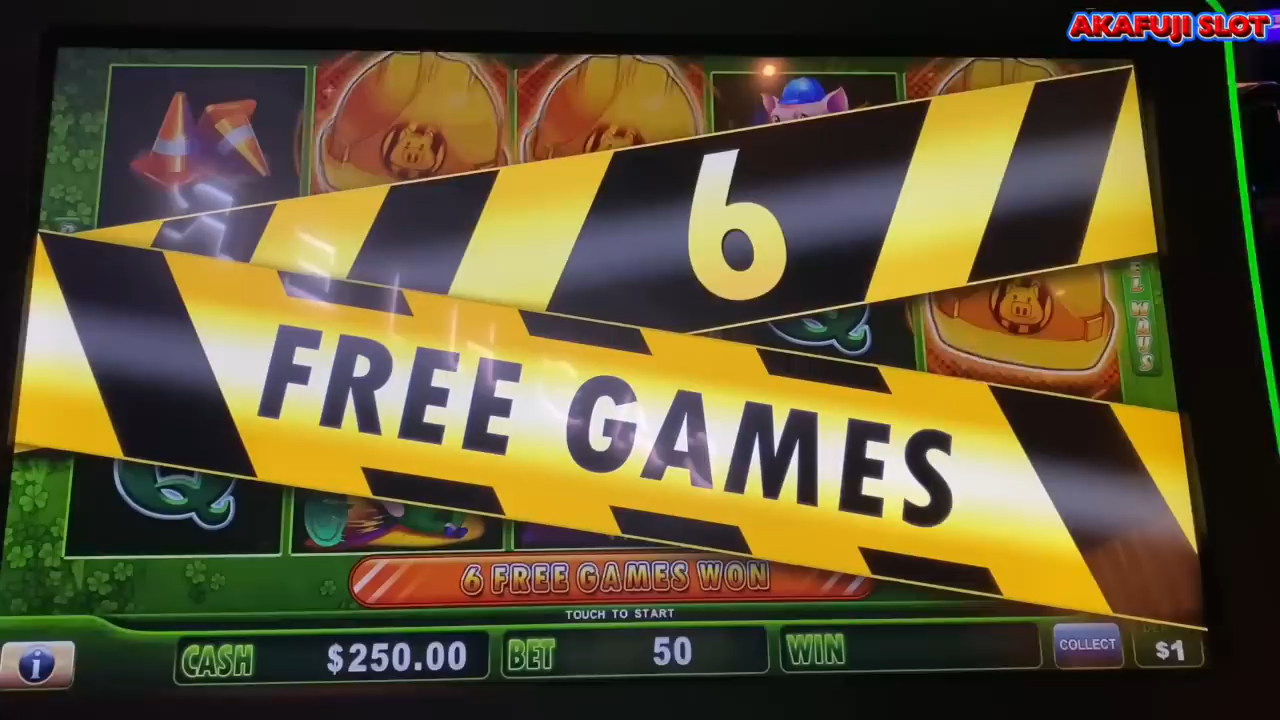 AKAFUJI SLOT
6
FREE GAMES
Q
Q
6 FREE GAMES WON
TOUCH TO START
CASH $250.00 BET 50 WIN COLLECT $1